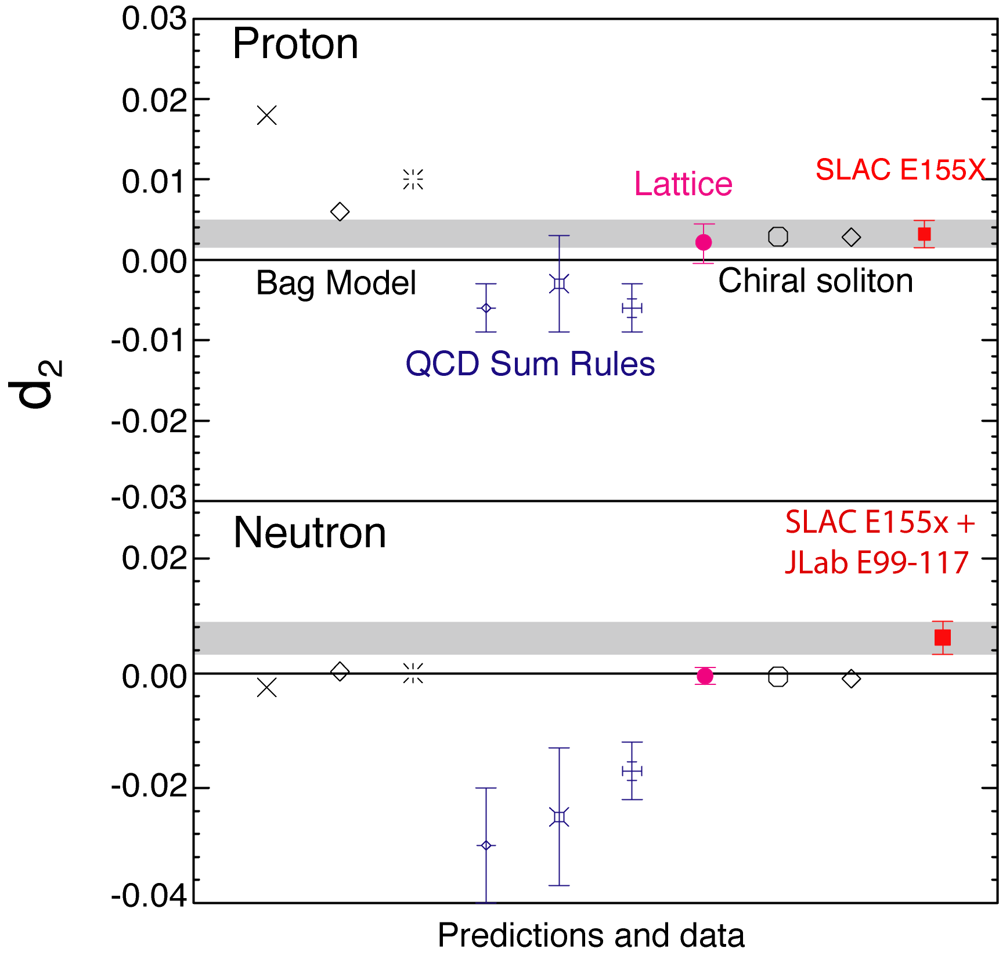 0.03
Proton
0.02
0.01
Lattice
SLAC E155X
0.00
Bag Model
Chiral soliton
-0.01
QCD Sum Rules
d2
-0.02
-0.03
Neutron
SLAC E155x +
JLab E99-117
0.02
0.00
-0.02
-0.04
Predictions and data